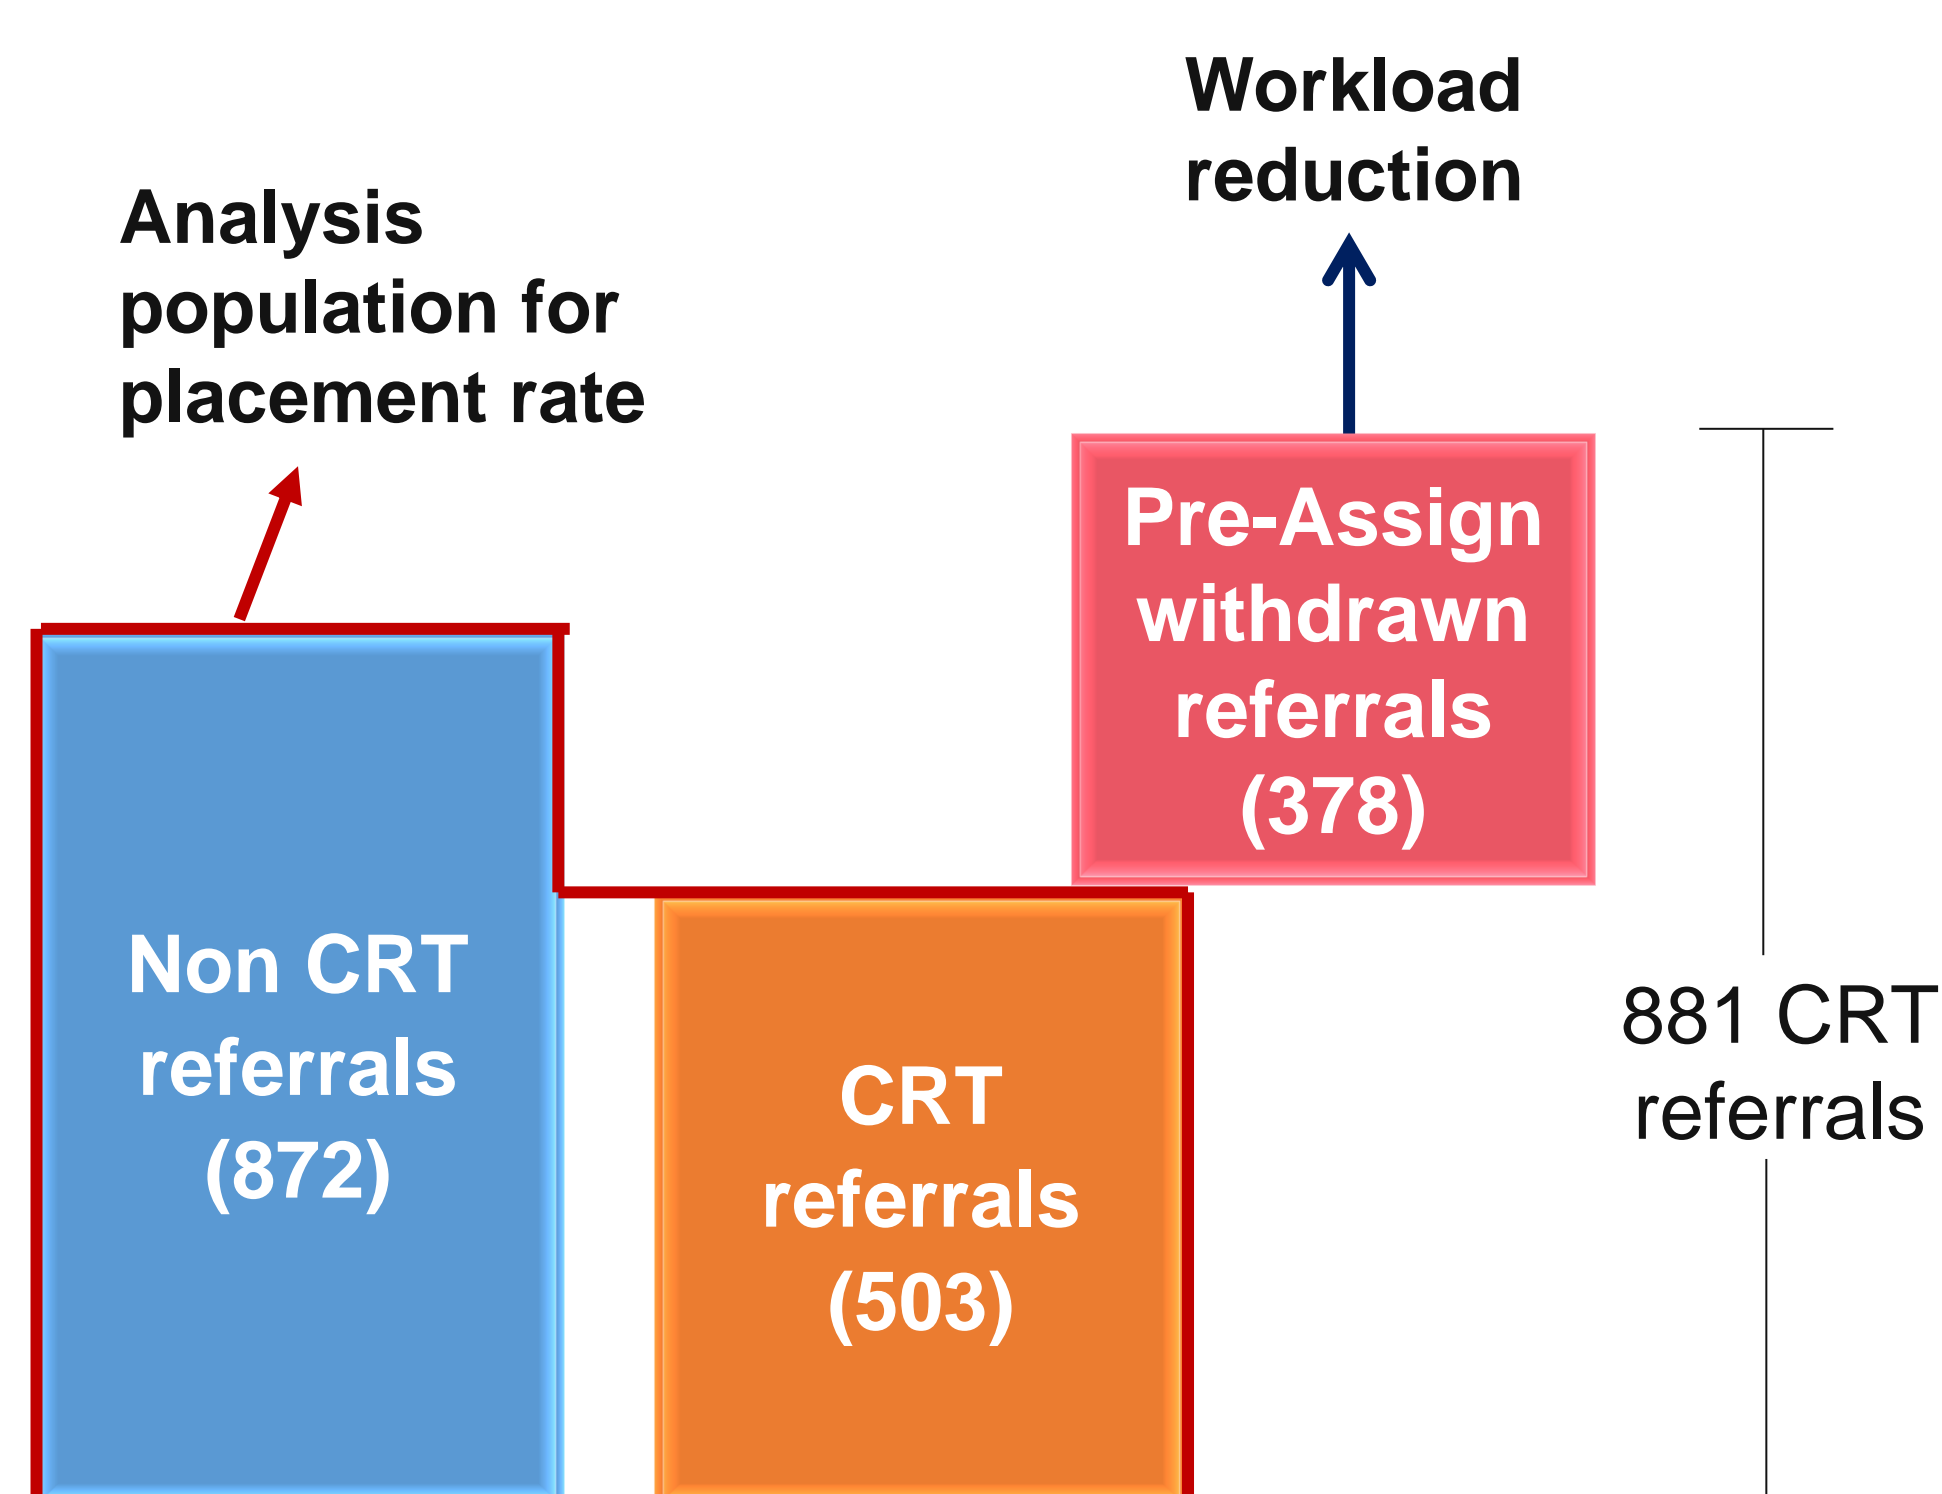 Workload
reduction
Analysis
population for
placement rate
Pre-Assign
withdrawn
referrals
(378)
Non CRT
referrals
(872)
CRT
referrals
(503)
881 CRT
referrals